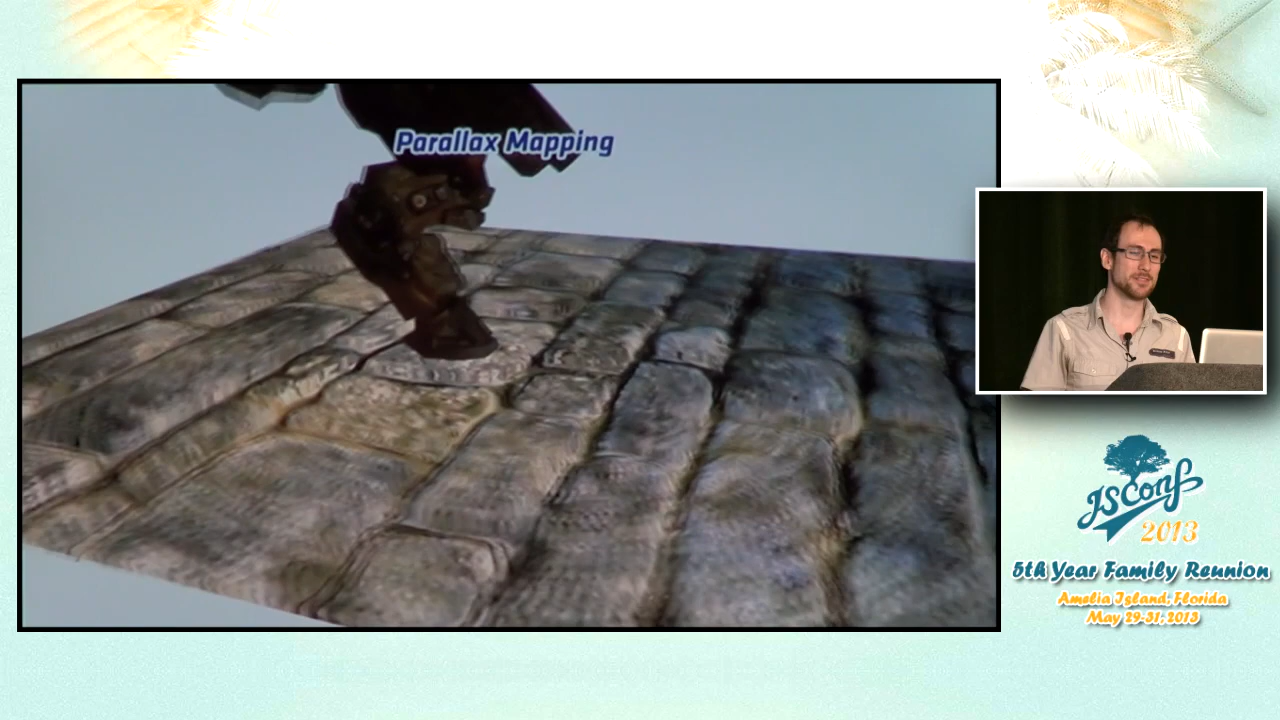 Parallax Mapping
JSConf
2013
5th Year Family Reunion
Amelia Island, Florida
May 29-31, 2013